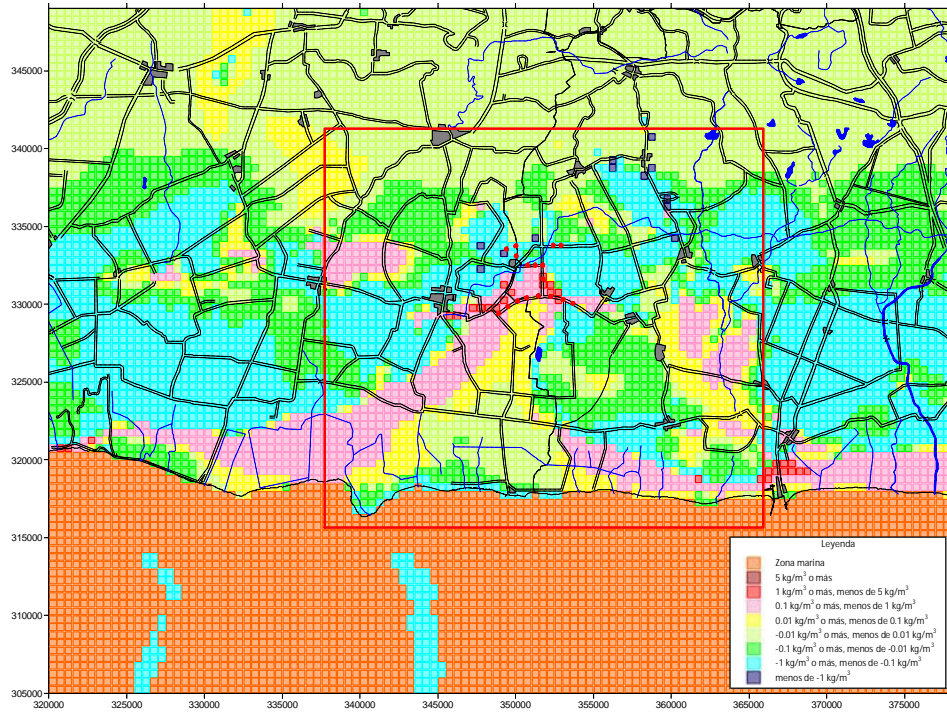 345000
340000
335000
330000
325000
320000
315000
310000
305000
320000 325000 330000 335000 340000 345000 350000 355000 360000 365000 370000 375000
Leyenda
Zona marina
5 kg/m³ o más
1 kg/m³ o más, menos de 5 kg/m³
0.1 kg/m³ o más, menos de 1 kg/m³
0.01 kg/m³ o más, menos de 0.1 kg/m³
-0.01 kg/m³ o más, menos de 0.01 kg/m³
-0.1 kg/m³ o más, menos de -0.01 kg/m³
-1 kg/m³ o más, menos de -0.1 kg/m³
menos de -1 kg/m³